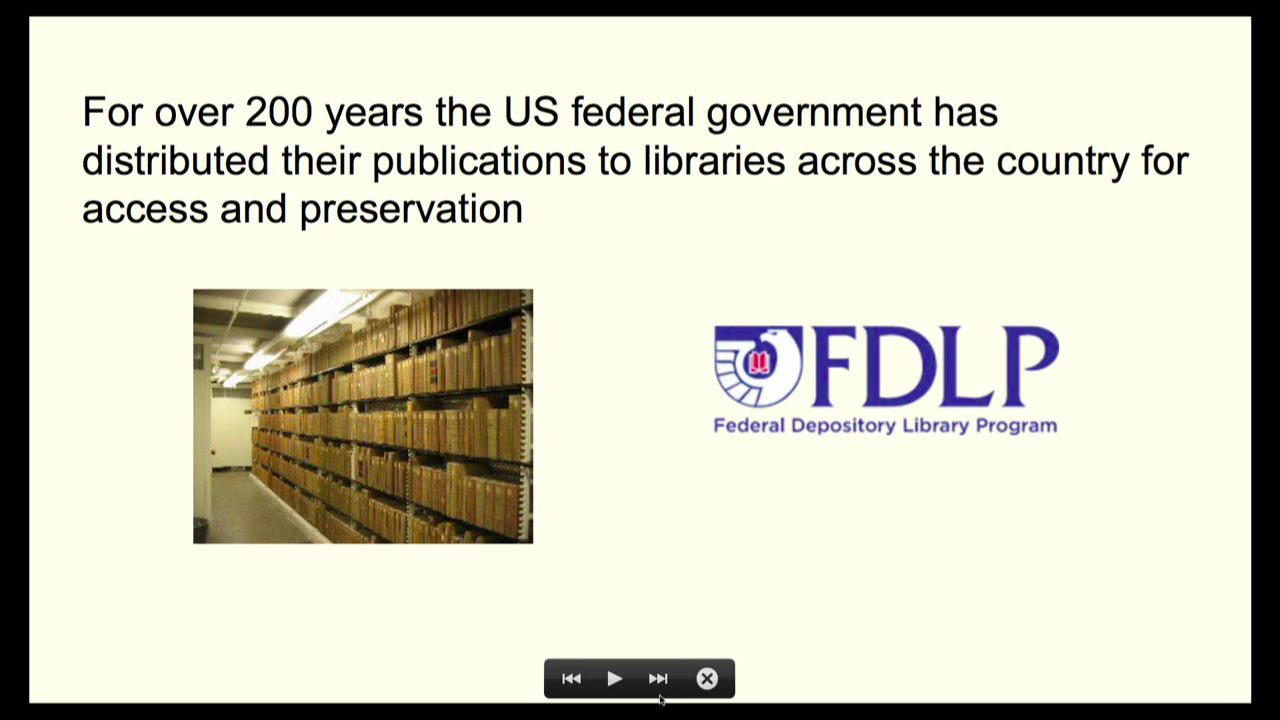 For over 200 years the US federal government has
distributed their publications to libraries across the country for
access and preservation
FDLP
Federal Depository Library Program